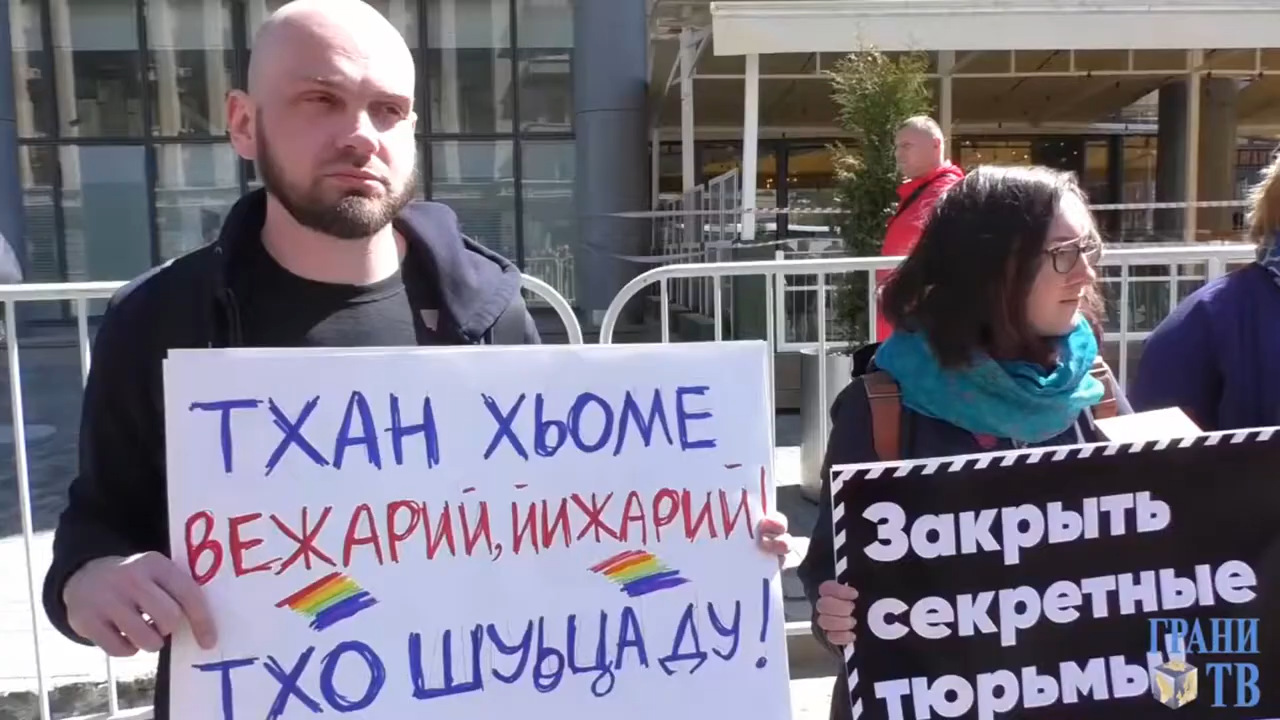 ТХАН ХЬОМЕ
ВЕЖАРИЙ, ЙИЖАРИЙ!
ТХО ШУЬЦА ДУ!
Закрыть
секретные
тюрьмы
ГРАНИ
ТВ